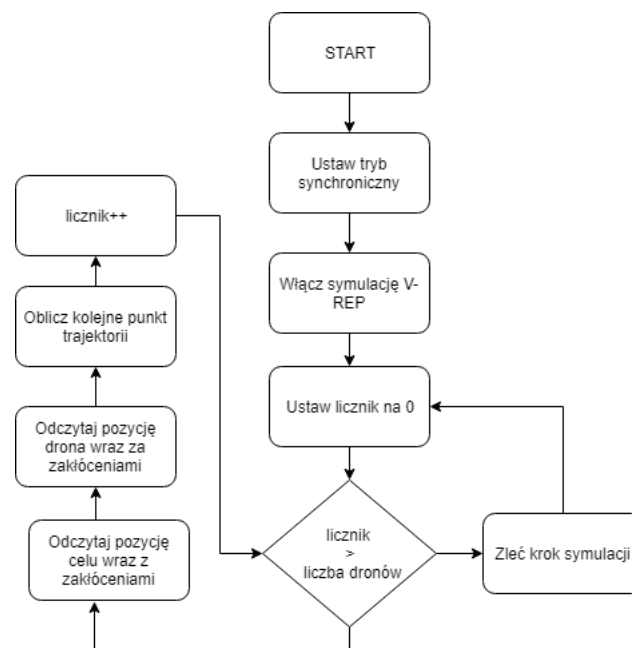 START
Ustaw tryb
synchroniczny
licznik++
Włącz symulację V-
REP
Oblicz kolejne punkt
trajektorii
Ustaw licznik na 0
Odczytaj pozycję
drona wraz za
zakłóceniami
licznik
>
liczba dronów
Zleć krok symulacji
Odczytaj pozycję
celu wraz z
zakłóceniami